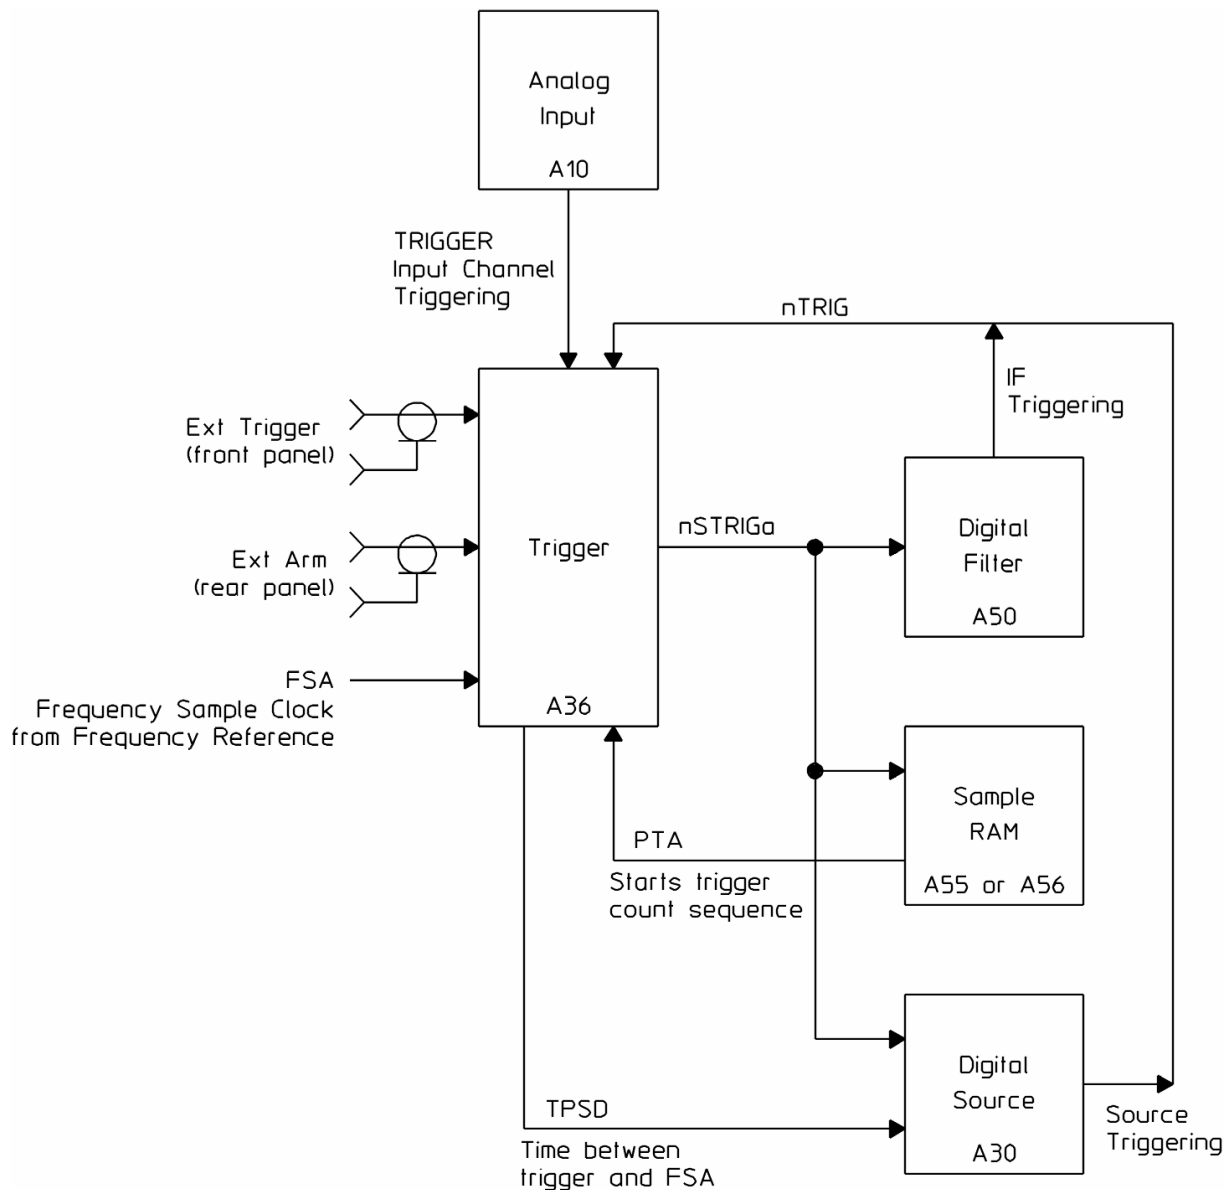 Analog
Input
A10
TRIGGER
Input Channel
Triggering
nTRIG
IF
Triggering
Ext Trigger
(front panel)
Ext Arm
(rear panel)
FSA
Frequency Sample Clock
from Frequency Reference
Trigger
A36
nSTRIGa
Digital
Filter
A50
PTA
Starts trigger
count sequence
Sample
RAM
A55 or A56
TPSD
Time between
trigger and FSA
Digital
Source
A30
Source
Triggering